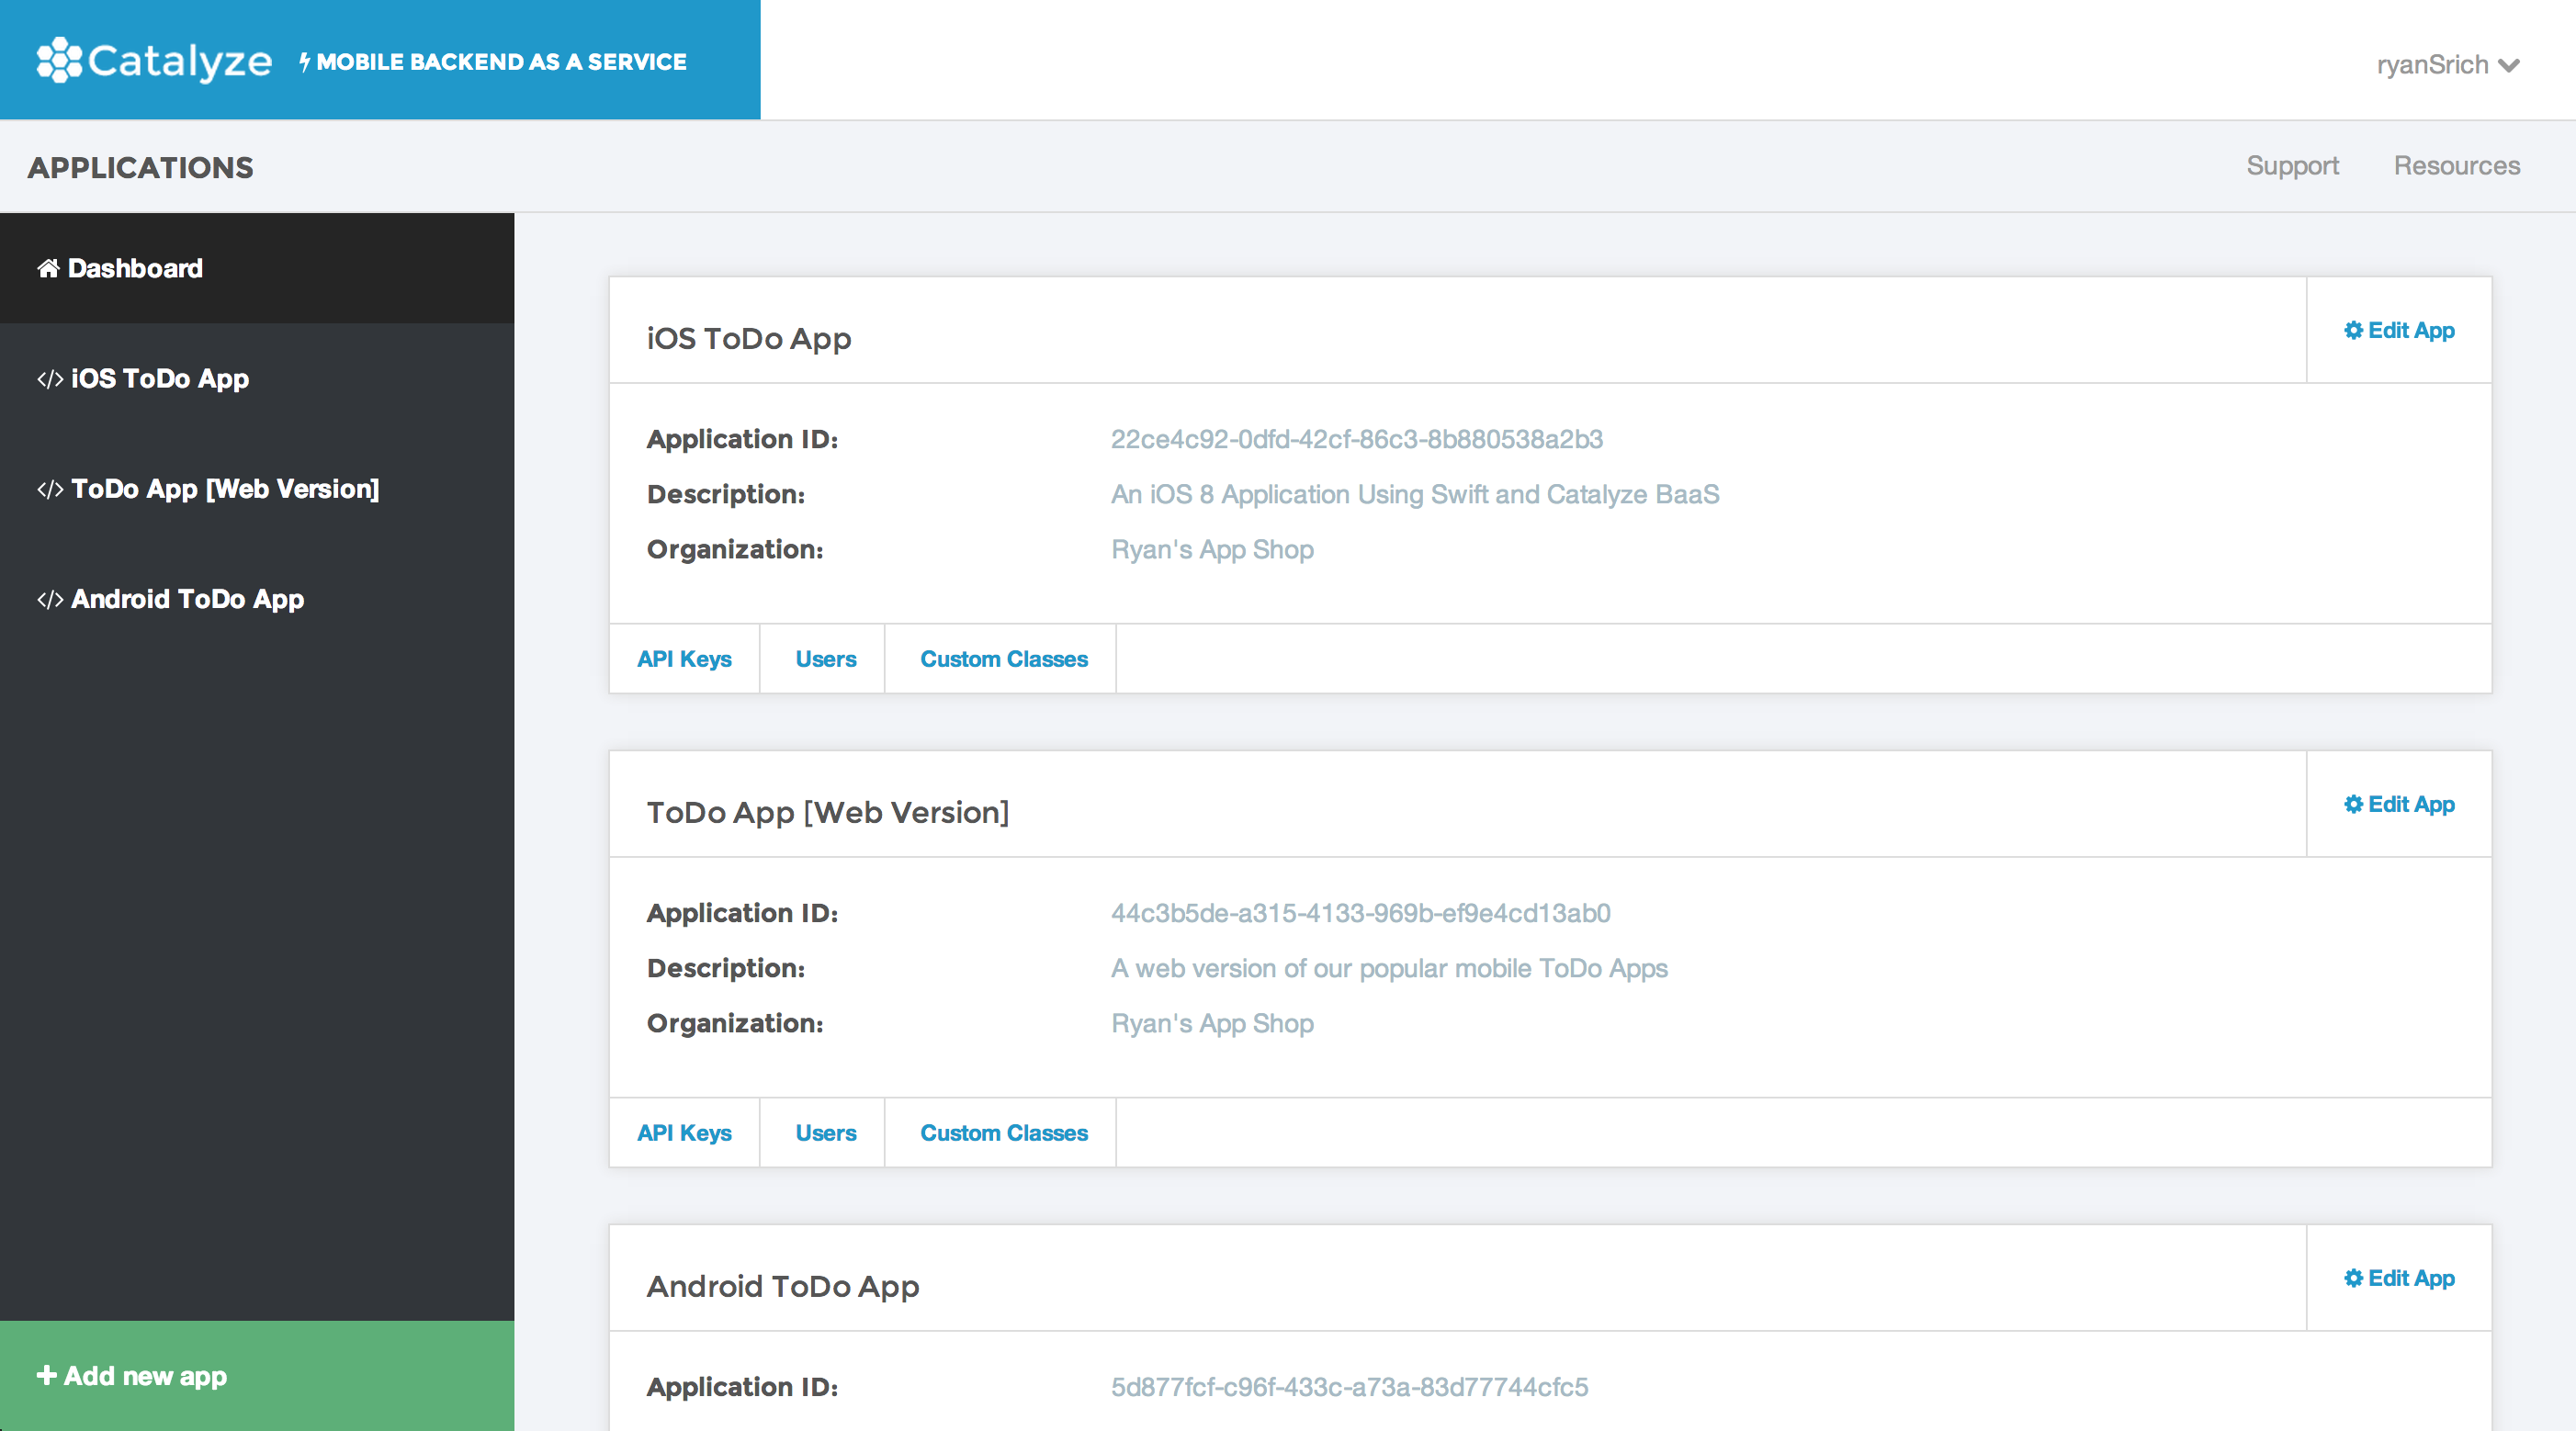 Catalyze MOBILE BACKEND AS A SERVICE
ryanSrich
APPLICATIONS
Support Resources
Dashboard
iOS ToDo App
ToDo App [Web Version]
Android ToDo App
Add new app
iOS ToDo App
Edit App
Application ID: 22ce4c92-0dfd-42cf-86c3-8b880538a2b3
Description: An iOS 8 Application Using Swift and Catalyze BaaS
Organization: Ryan's App Shop
API Keys Users Custom Classes
ToDo App [Web Version]
Edit App
Application ID: 44c3b5de-a315-4133-969b-ef9e4cd13ab0
Description: A web version of our popular mobile ToDo Apps
Organization: Ryan's App Shop
API Keys Users Custom Classes
Android ToDo App
Edit App
Application ID: 5d877fcf-c96f-433c-a73a-83d77744cfc5